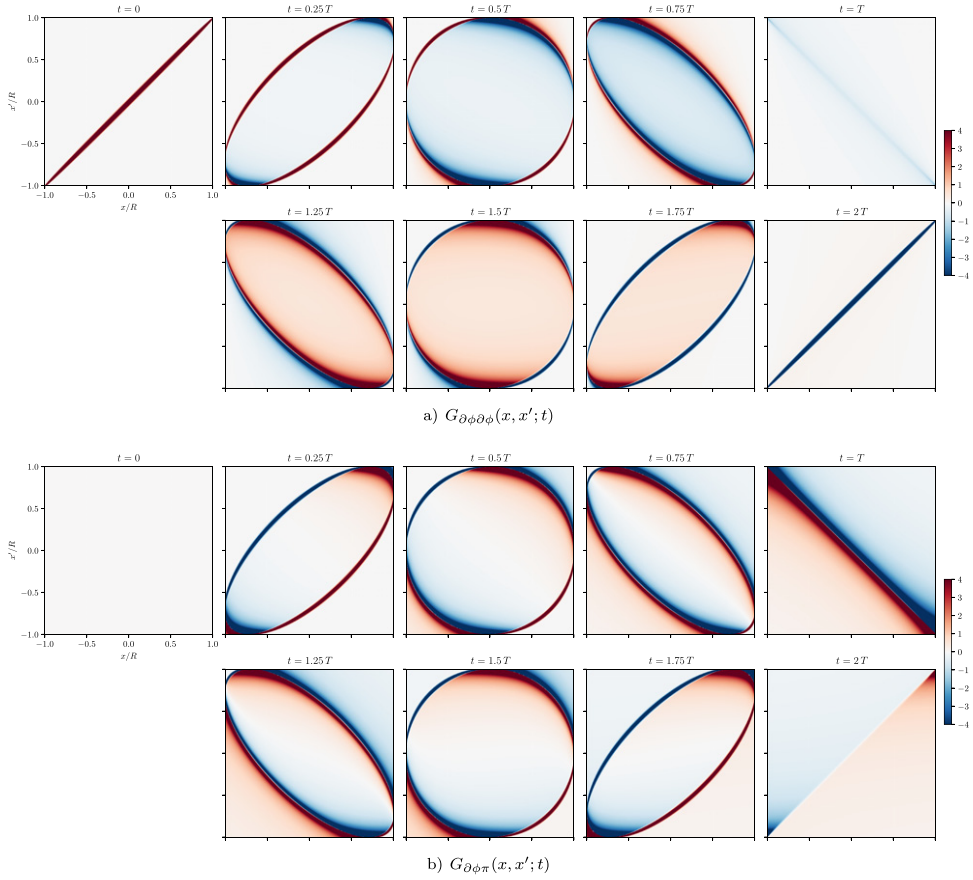 t = 0
t = 0.25 T
t = 0.5 T
t = 0.75 T
t = T
1.0
0.5
0.0
−0.5
−1.0
x′/R
−1.0 −0.5 0.0 0.5 1.0
x/R
4
3
2
1
0
−1
−2
−3
−4
t = 1.25 T
t = 1.5 T
t = 1.75 T
t = 2 T
a) G∂ϕ∂ϕ(x, x′; t)
t = 0
t = 0.25 T
t = 0.5 T
t = 0.75 T
t = T
1.0
0.5
0.0
−0.5
−1.0
x′/R
−1.0 −0.5 0.0 0.5 1.0
x/R
4
3
2
1
0
−1
−2
−3
−4
t = 1.25 T
t = 1.5 T
t = 1.75 T
t = 2 T
b) G∂ϕπ(x, x′; t)